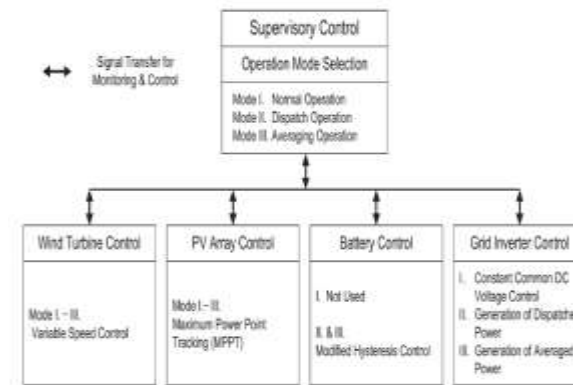 Supervisory Control
Operation Mode Selection
Mode I. Normal Operation
Mode II. Dispatch Operation
Mode III. Averaging Operation
Signal Transfer for
Monitoring & Control
Wind Turbine Control
Mode I. – III.
Variable Speed Control
PV Array Control
Mode I. – III.
Maximum Power Point
Tracking (MPPT)
Battery Control
I. Not Used
II. & III.
Modified Hysteresis Control
Grid Inverter Control
I. Constant Common DC
Voltage Control
II. Generation of Dispatche
Power
III. Generation of Averaged
Power